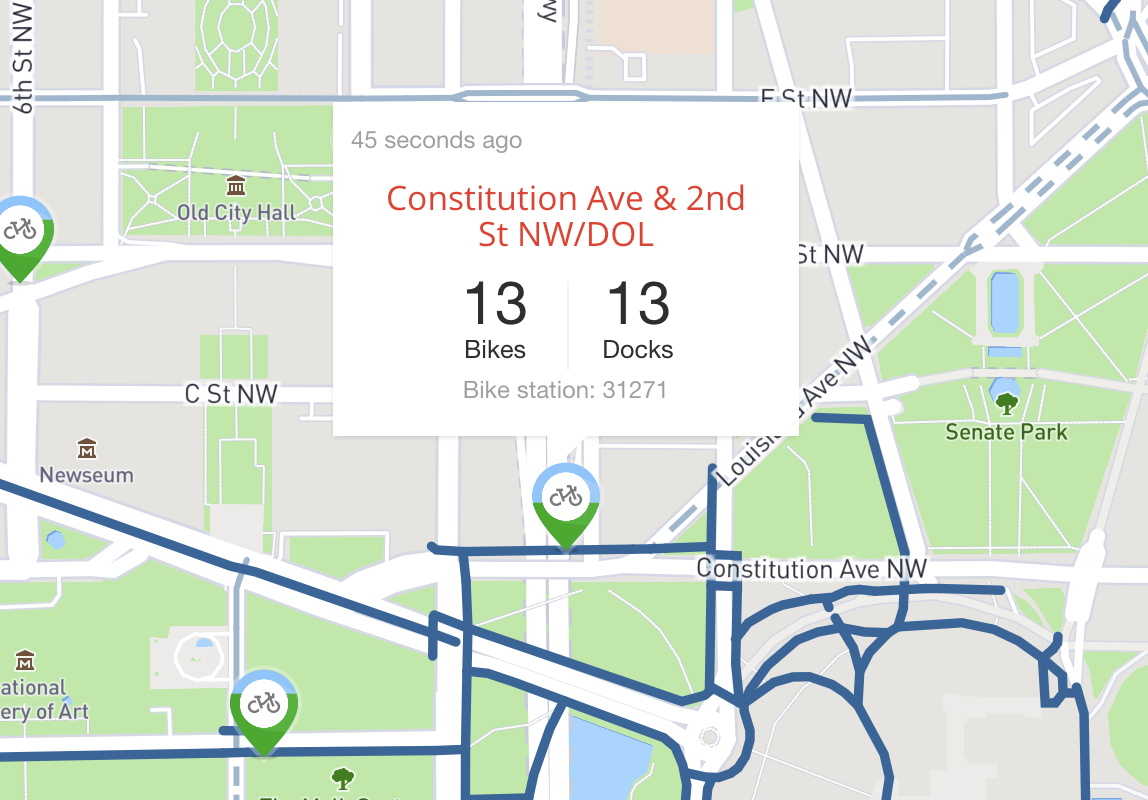 6th St NW
wy
E St NW
45 seconds ago
Constitution Ave & 2nd
St NW/DOL
13
13
Bikes
Docks
Bike station: 31271
Old City Hall
St NW
C St NW
Louisi
a Ave NW
Senate Park
Newseum
Constitution Ave NW
ational
ery of Art